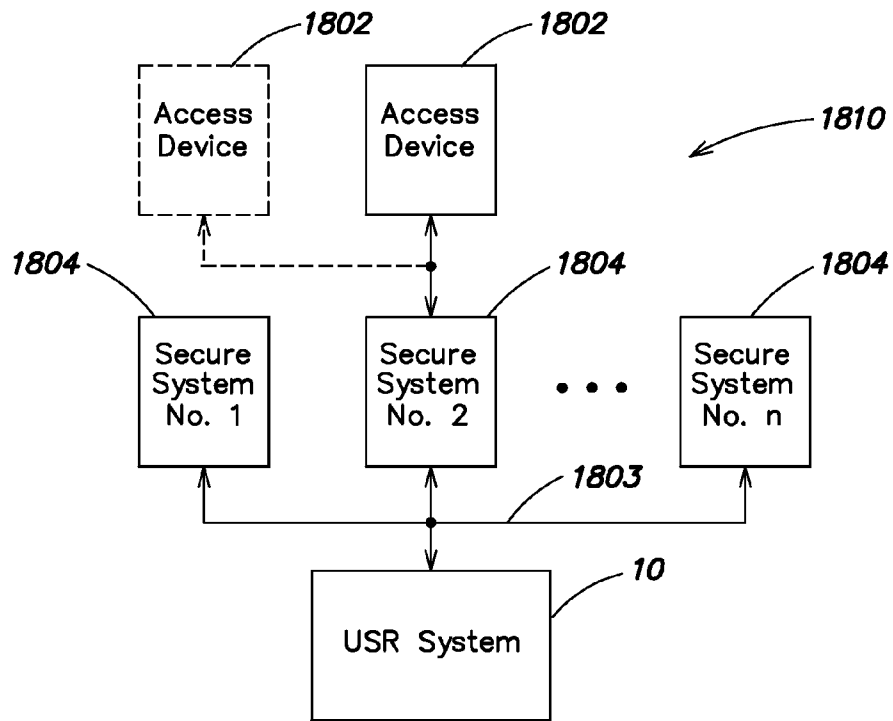 1802
1802
Access
Device
Access
Device
1810
1804
1804
1804
Secure
System
No. 1
Secure
System
No. 2
Secure
System
No. n
1803
10
USR System